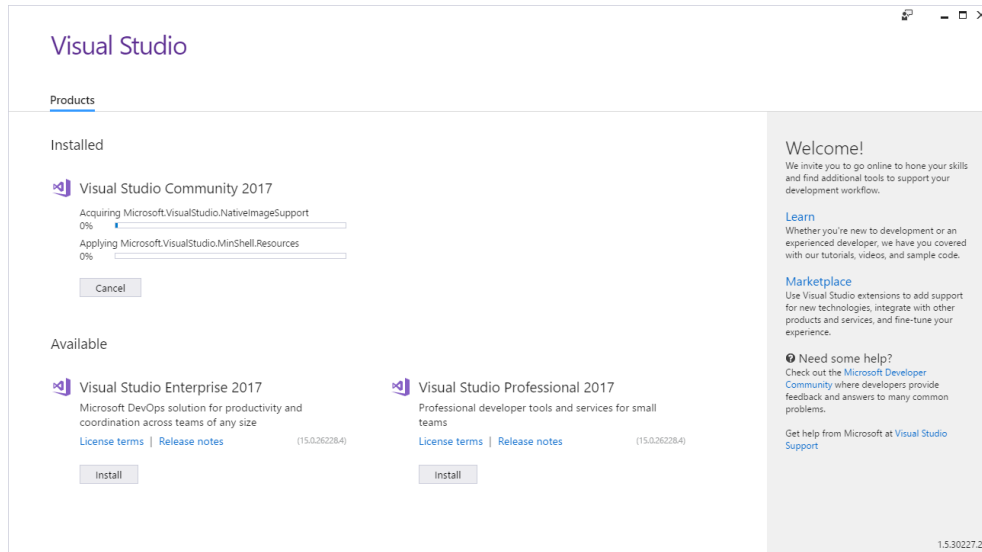 Visual Studio
Products
Installed
Visual Studio Community 2017
Acquiring Microsoft.VisualStudio.NativeImageSupport
0%
Applying Microsoft.VisualStudio.MinShell.Resources
0%
Cancel
Available
Visual Studio Enterprise 2017
Microsoft DevOps solution for productivity and
coordination across teams of any size
License terms | Release notes
(15.0.26228.4)
Install
Visual Studio Professional 2017
Professional developer tools and services for small
teams
License terms | Release notes
(15.0.26228.4)
Install
Welcome!
We invite you to go online to hone your skills
and find additional tools to support your
development workflow.
Learn
Whether you're new to development or an
experienced developer, we have you covered
with our tutorials, videos, and sample code.
Marketplace
Use Visual Studio extensions to add support
for new technologies, integrate with other
products and services, and fine-tune your
experience.
Need some help?
Check out the Microsoft Developer
Community where developers provide
feedback and answers to many common
problems.
Get help from Microsoft at Visual Studio
Support
1.5.30227.2